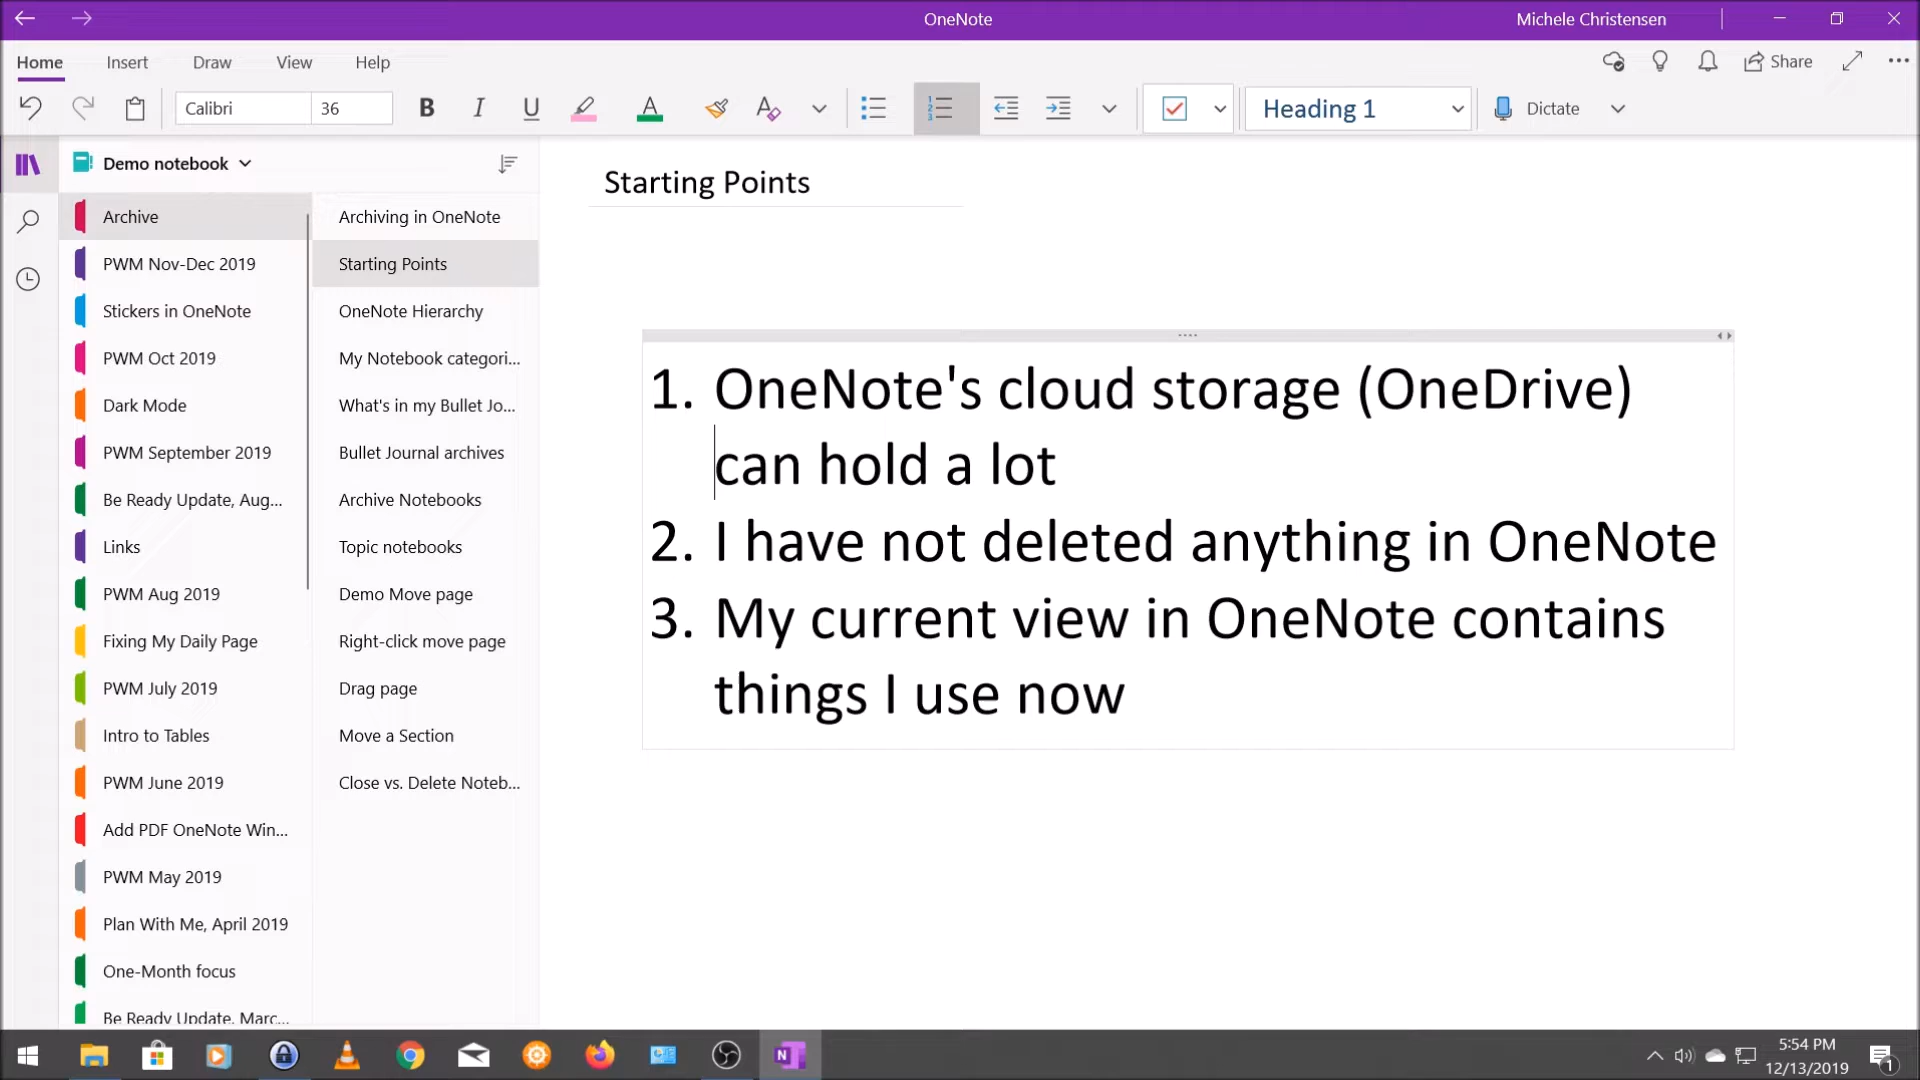 OneNote
Michele Christensen
Home
Insert
Draw
View
Help
Share
Calibri
36
B
I
U
A
A
Heading 1
Dictate
Demo notebook
Archive
PWM Nov-Dec 2019
Stickers in OneNote
PWM Oct 2019
Dark Mode
PWM September 2019
Be Ready Update, Aug...
Links
PWM Aug 2019
Fixing My Daily Page
PWM July 2019
Intro to Tables
PWM June 2019
Add PDF OneNote Win...
PWM May 2019
Plan With Me, April 2019
One-Month focus
Be Ready Update, Marc...
Archiving in OneNote
Starting Points
OneNote Hierarchy
My Notebook categori...
What's in my Bullet Jo...
Bullet Journal archives
Archive Notebooks
Topic notebooks
Demo Move page
Right-click move page
Drag page
Move a Section
Close vs. Delete Noteb...
Starting Points
1. OneNote's cloud storage (OneDrive)
can hold a lot
2. I have not deleted anything in OneNote
3. My current view in OneNote contains
things I use now
N
5:54 PM
12/13/2019
1